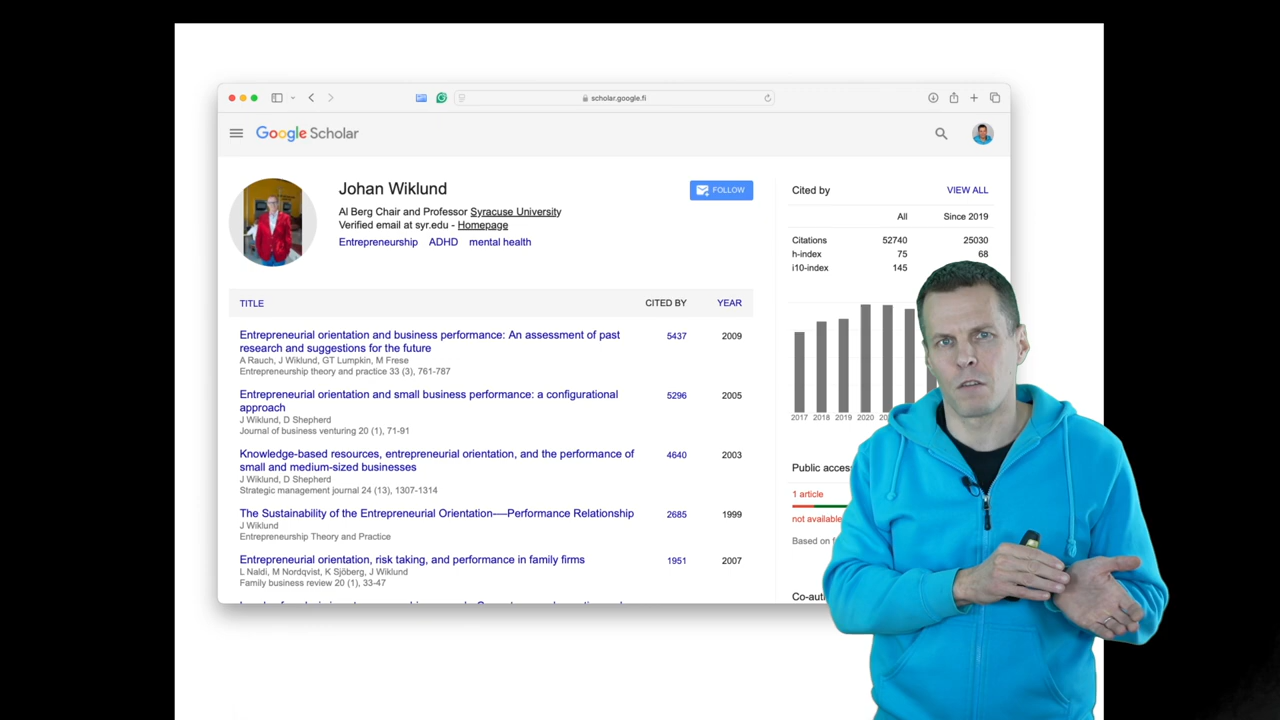 scholar.google.fi
Google Scholar
Johan Wiklund
Al Berg Chair and Professor Syracuse University
Verified email at syr.edu - Homepage
Entrepreneurship ADHD mental health
FOLLOW
TITLE CITED BY YEAR
Entrepreneurial orientation and business performance: An assessment of past 5437 2009
research and suggestions for the future
A Rauch, J Wiklund, GT Lumpkin, M Frese
Entrepreneurship theory and practice 33 (3), 761-787
Entrepreneurial orientation and small business performance: a configurational 5296 2005
approach
J Wiklund, D Shepherd
Journal of business venturing 20 (1), 71-91
Knowledge-based resources, entrepreneurial orientation, and the performance of 4640 2003
small and medium-sized businesses
J Wiklund, D Shepherd
Strategic management journal 24 (13), 1307-1314
The Sustainability of the Entrepreneurial Orientation—Performance Relationship 2685 1999
J Wiklund
Entrepreneurship Theory and Practice
Entrepreneurial orientation, risk taking, and performance in family firms 1951 2007
L Naldi, M Nordqvist, K Sjöberg, J Wiklund
Family business review 20 (1), 33-47
Cited by VIEW ALL
All Since 2019
Citations 52740 25030
h-index 75 68
i10-index 145
2017 2018 2019 2020
Public acces
1 article
not available
Based on f
Co-aut